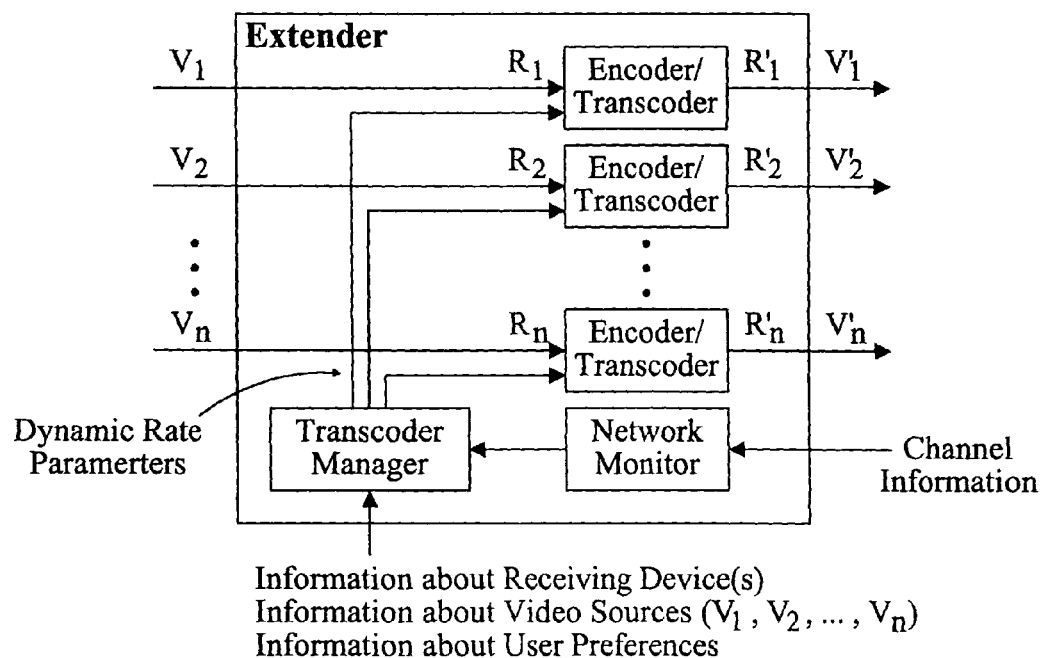 Extender
V1 R1 Encoder/ Transcoder R'1 V'1
V2 R2 Encoder/ Transcoder R'2 V'2
Vn Rn Encoder/ Transcoder R'n V'n
Dynamic Rate
Paramerters
Transcoder
Manager
Network
Monitor
Channel
Information
Information about Receiving Device(s)
Information about Video Sources (V1 , V2 , ... , Vn)
Information about User Preferences